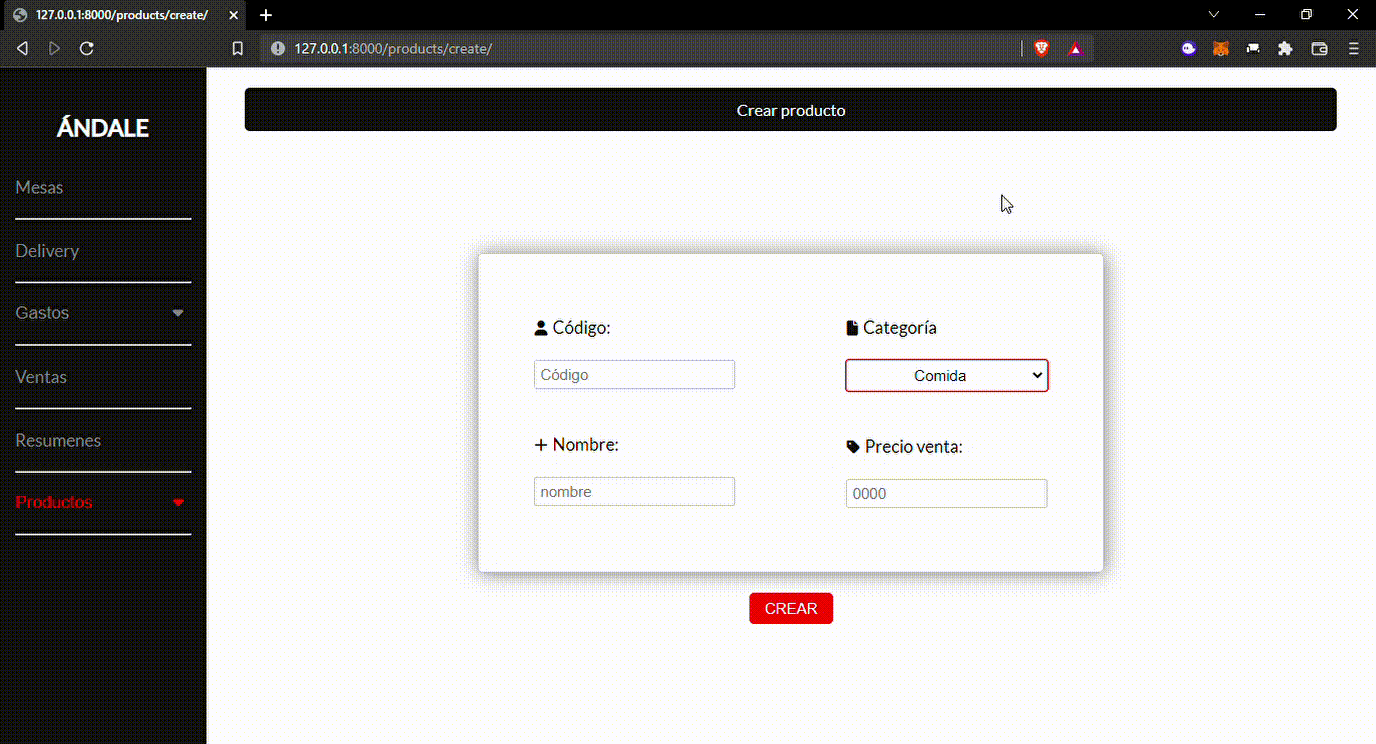 127.0.0.1:8000/products/create/
127.0.0.1:8000/products/create/
ÁNDALE
Mesas
Delivery
Gastos
Ventas
Resumenes
Productos
Crear producto
Código:
Categoría
Código
Comida
Nombre:
Precio venta:
nombre
0000
CREAR